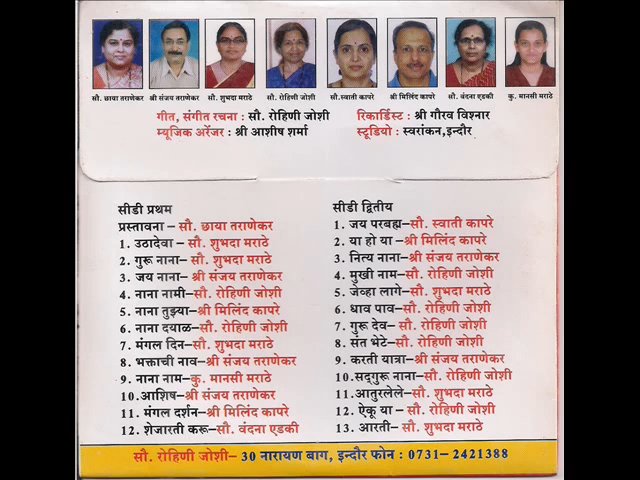 सौ. छाया तराणेकर श्री संजय तराणेकर सौ. शुभदा मराठे सौ. रोहिणी जोशी सौ.स्वाती कापरे श्री मिलिंद कापरे सौ. वंदना एडकी कु. मानसी मराठे
गीत, संगीत रचना : सौ. रोहिणी जोशी रिकार्डिस्ट : श्री गौरव विश्नार
म्यूजिक अरेंजर : श्री आशीष शर्मा स्टूडियो : स्वरांकन,इन्दौर
सीडी प्रथम
प्रस्तावना – सौ. छाया तराणेकर
1. उठादेवा – सौ. शुभदा मराठे
2. गुरू नाना– सौ. शुभदा मराठे
3. जय नाना– श्री संजय तराणेकर
4. नाना नामी– सौ. रोहिणी जोशी
5. नाना तुझ्या– श्री मिलिंद कापरे
6. नाना दयाळ– सौ. रोहिणी जोशी
7. मंगल दिन– सौ. शुभदा मराठे
8. भक्ताची नाव– श्री संजय तराणेकर
9. नाना नाम– कु. मानसी मराठे
10.आशिष– श्री संजय तराणेकर
11. मंगल दर्शन– श्री मिलिंद कापरे
12. शेजारती करू– सौ. वंदना एडकी
सीडी द्वितीय
1. जय परबह्म– सौ. स्वाती कापरे
2. या हो या – श्री मिलिंद कापरे
3. नित्य नाना– श्री संजय तराणेकर
4. मुखी नाम– सौ. रोहिणी जोशी
5. जेव्हा लागे– सौ. शुभदा मराठे
6. धाव पाव– सौ. रोहिणी जोशी
7. गुरू देव– सौ. रोहिणी जोशी
8. संत भेटे– सौ. रोहिणी जोशी
9. करती यात्रा– श्री संजय तराणेकर
10.सद्गुरू नाना– सौ. रोहिणी जोशी
11.आतुरलेले– सौ. शुभदा मराठे
12. ऐकू या – सौ. रोहिणी जोशी
13. आरती– सौ. शुभदा मराठे
सौ. रोहिणी जोशी– 30 नारायण बाग, इन्दौर फोन : 0731– 2421388